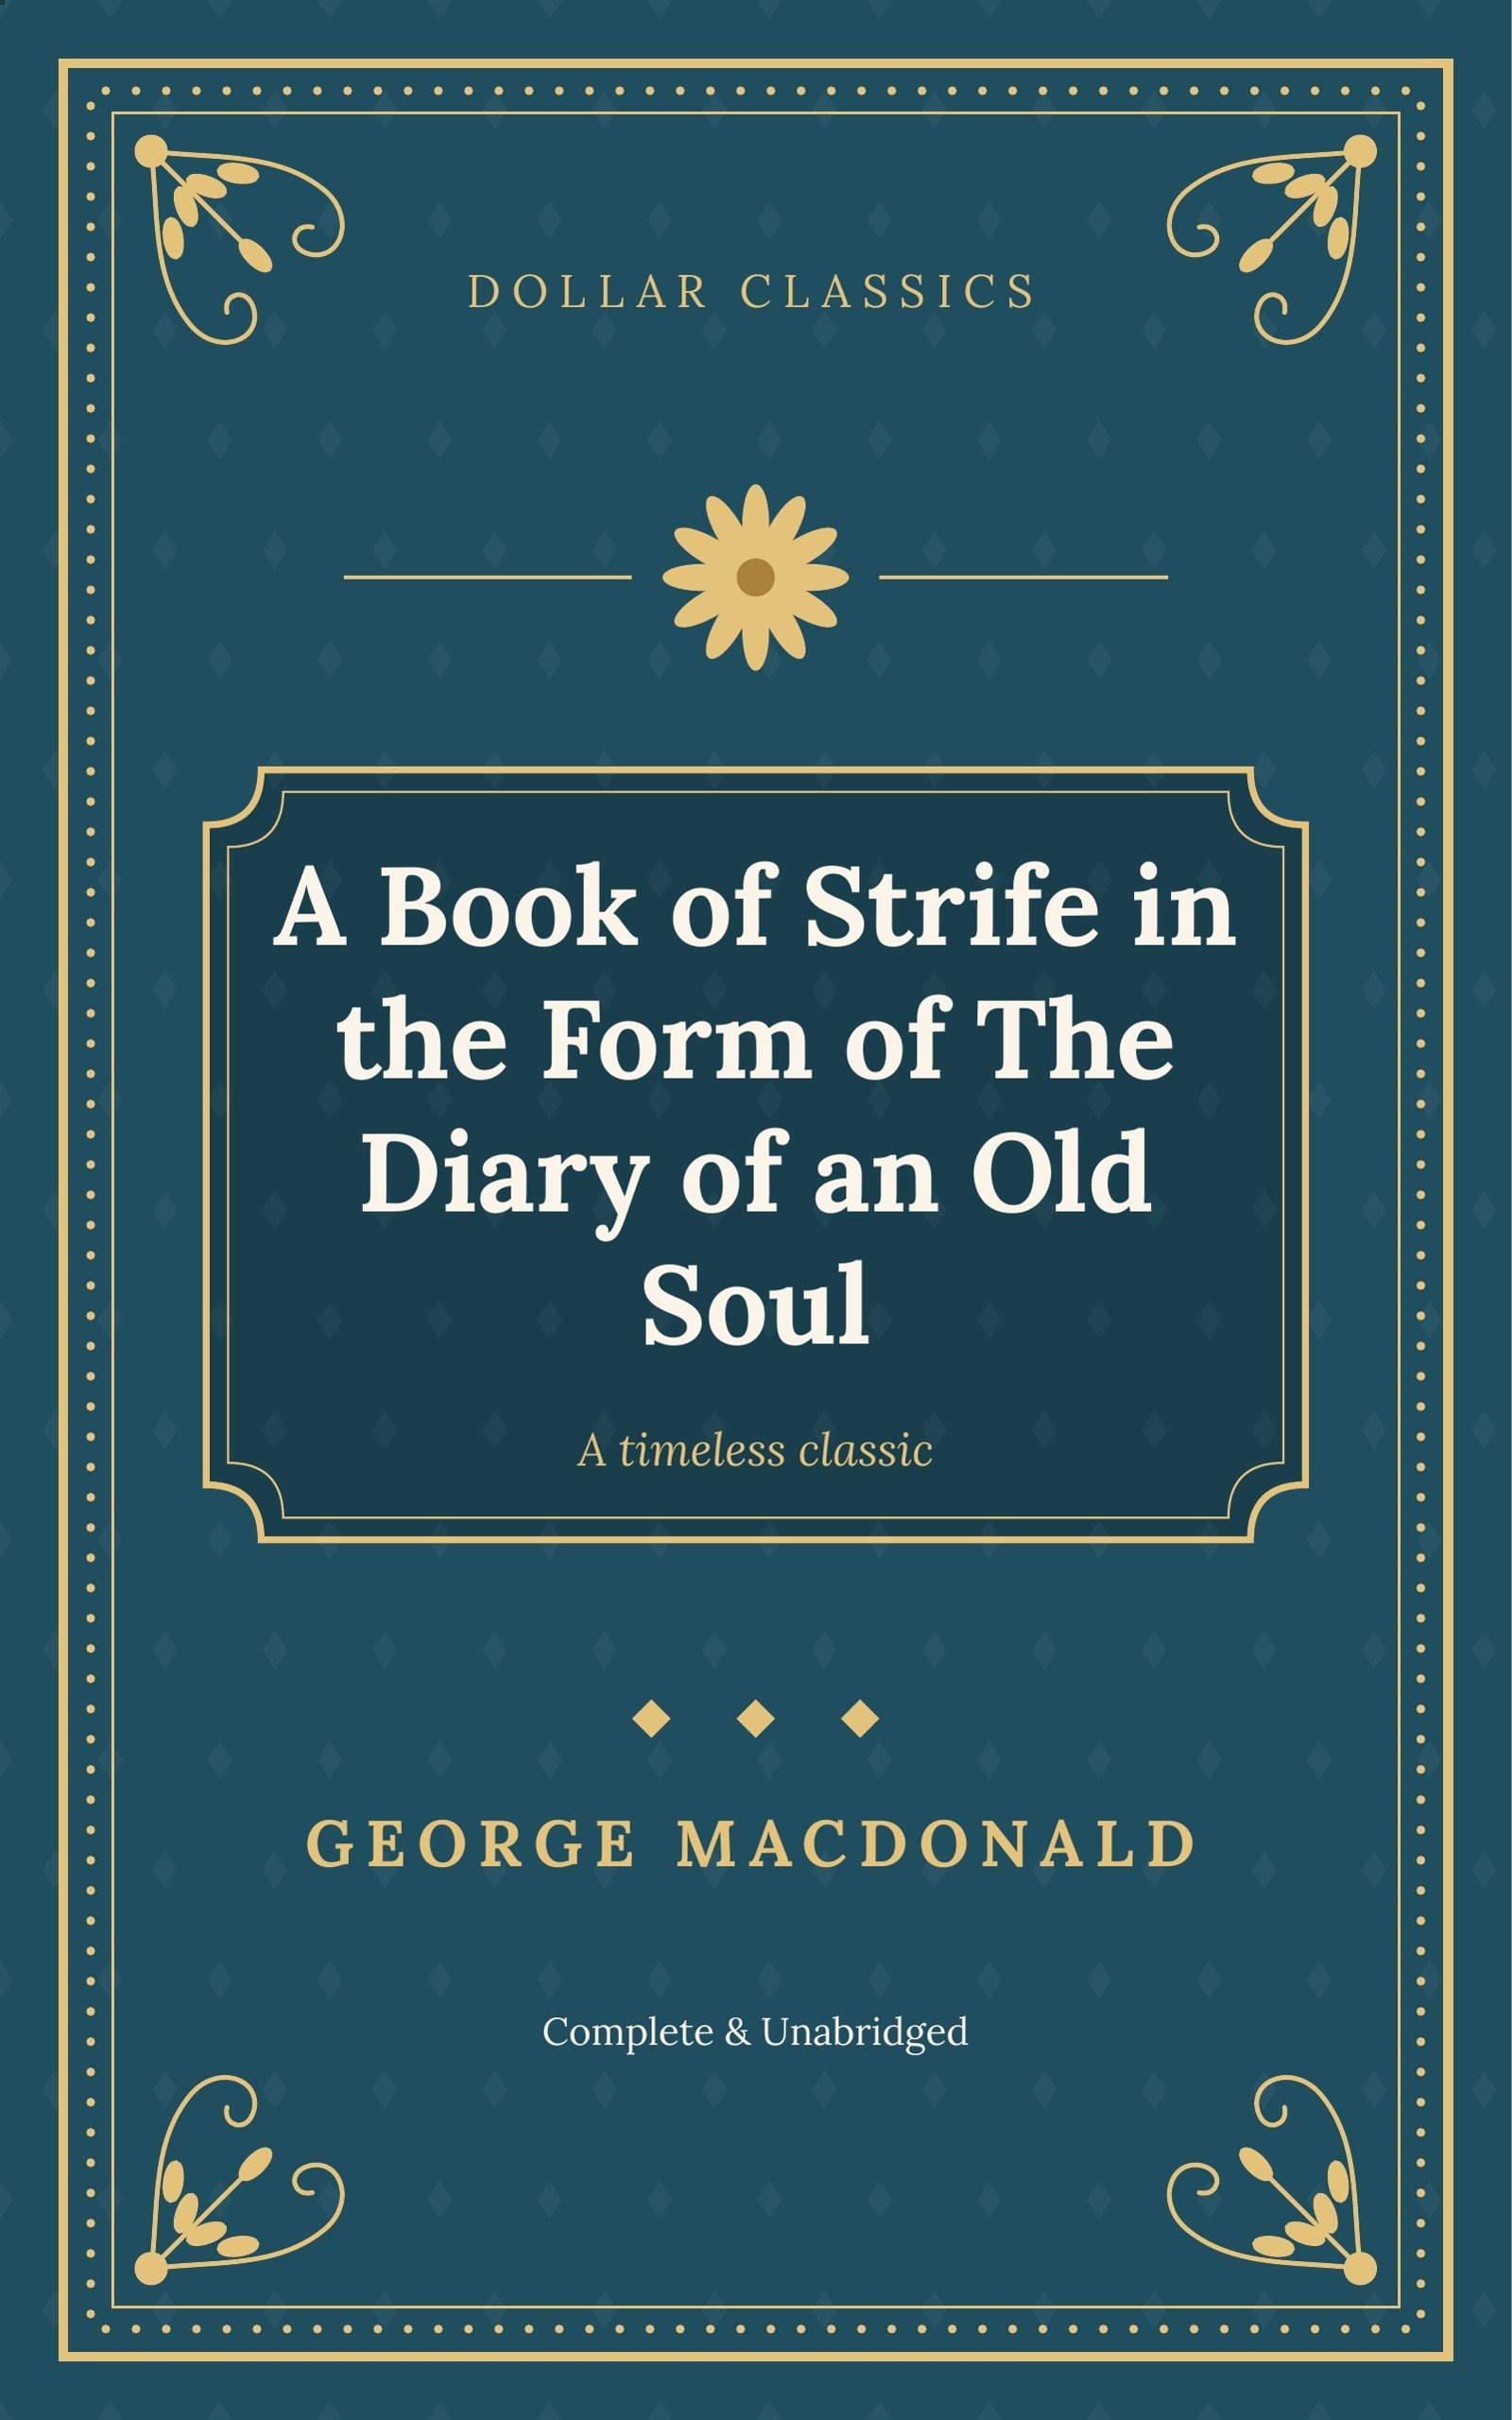 DOLLAR CLASSICS
A Book of Strife in
the Form of The
Diary of an Old
Soul
A timeless classic
GEORGE MACDONALD
Complete & Unabridged